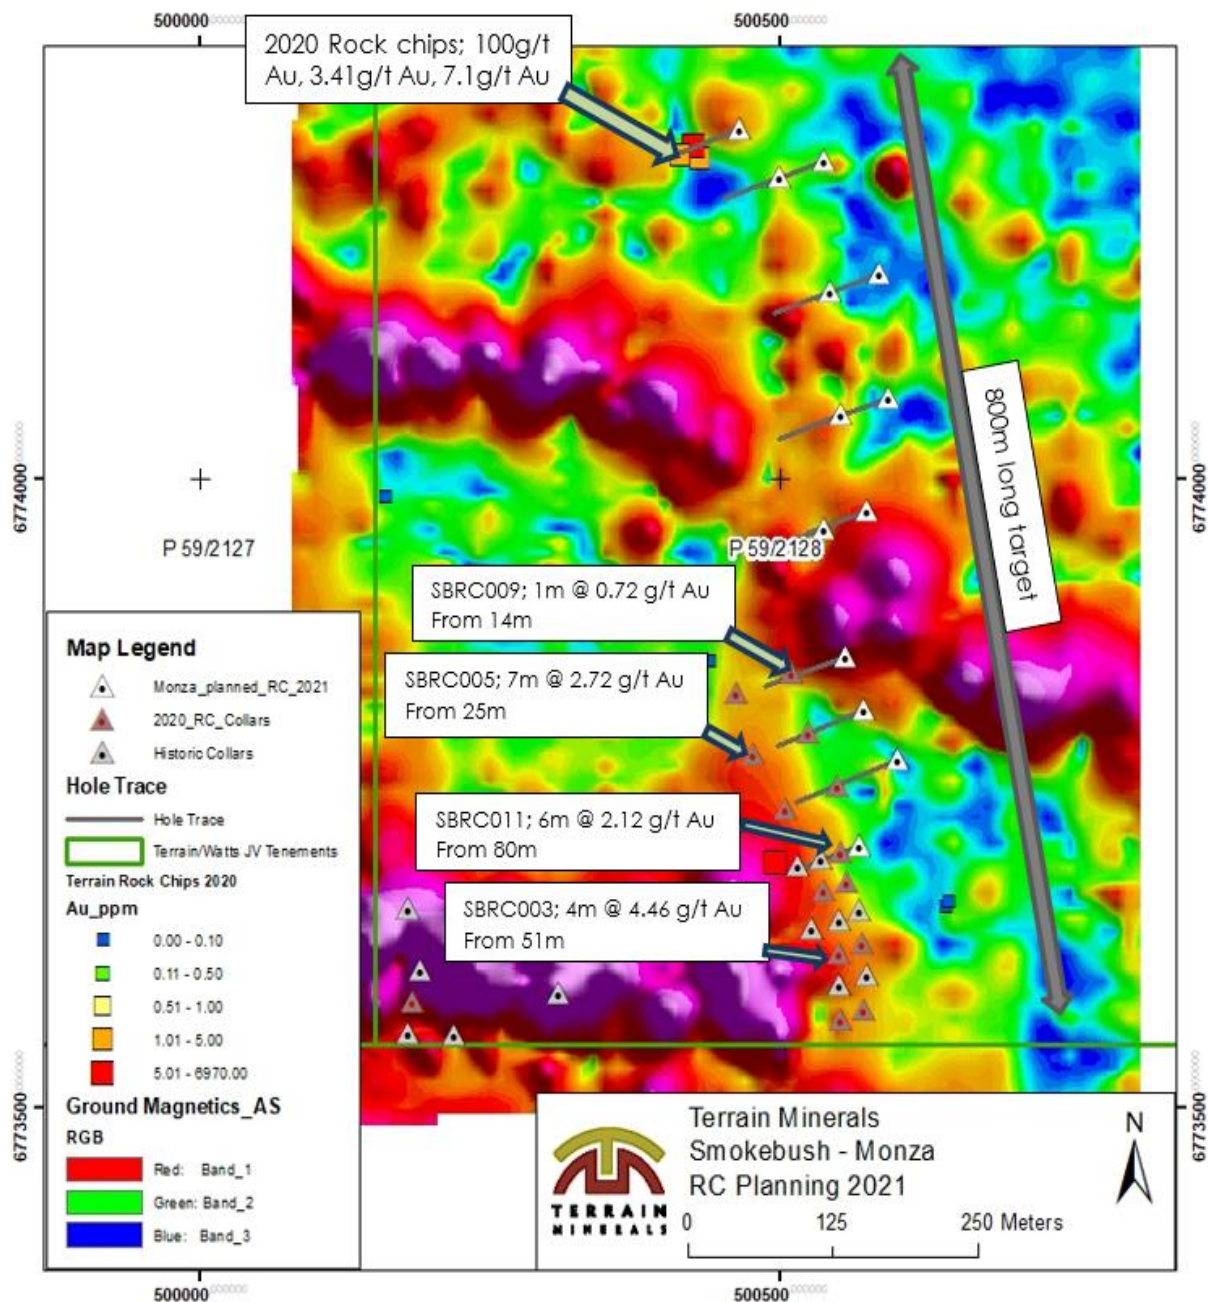 500000
500500
2020 Rock chips; 100g/t
Au, 3.41g/t Au, 7.1g/t Au
800m long target
6774000
6774000
P 59/2127
P 59/2128
SBRC009; 1m @ 0.72 g/t Au
From 14m
SBRC005; 7m @ 2.72 g/t Au
From 25m
SBRC011; 6m @ 2.12 g/t Au
From 80m
SBRC003; 4m @ 4.46 g/t Au
From 51m
Map Legend
Monza_planned_RC_2021
2020_RC_Collars
Historic Collars
Hole Trace
Hole Trace
Terrain/Watts JV Tenements
Terrain Rock Chips 2020
Au_ppm
0.00 - 0.10
0.11 - 0.50
0.51 - 1.00
1.01 - 5.00
5.01 - 6970.00
Ground Magnetics_AS
RGB
Red: Band_1
Green: Band_2
Blue: Band_3
6773500
6773500
TERRAIN
MINERALS
Terrain Minerals
Smokebush - Monza
RC Planning 2021
N
0 125 250 Meters
500000
500500